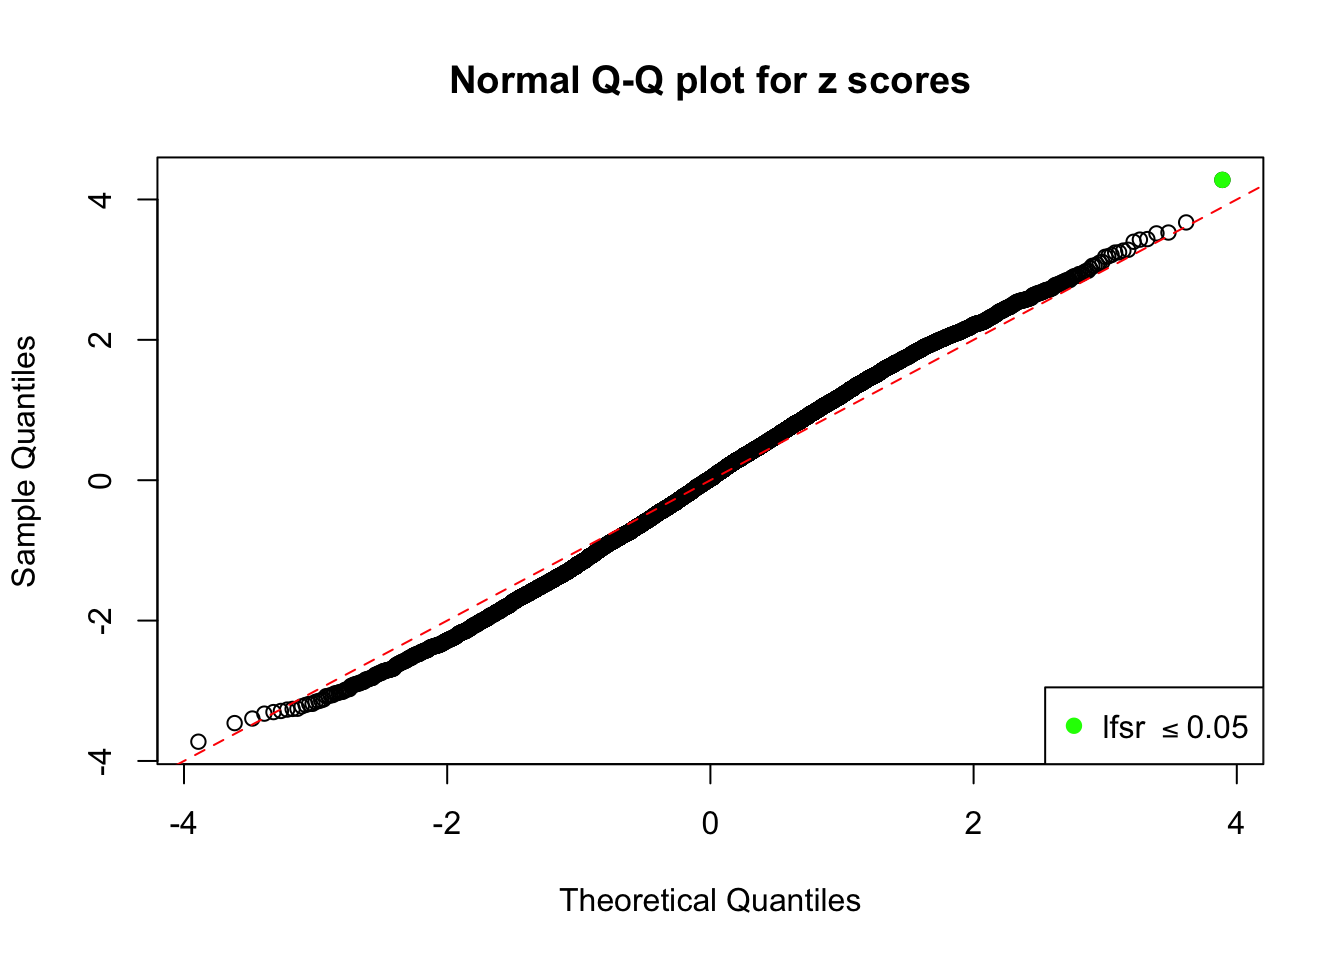 Normal Q-Q plot for z scores
Sample Quantiles
4
2
0
-2
-4
-4 -2 0 2 4
Theoretical Quantiles
lfsr ≤ 0.05